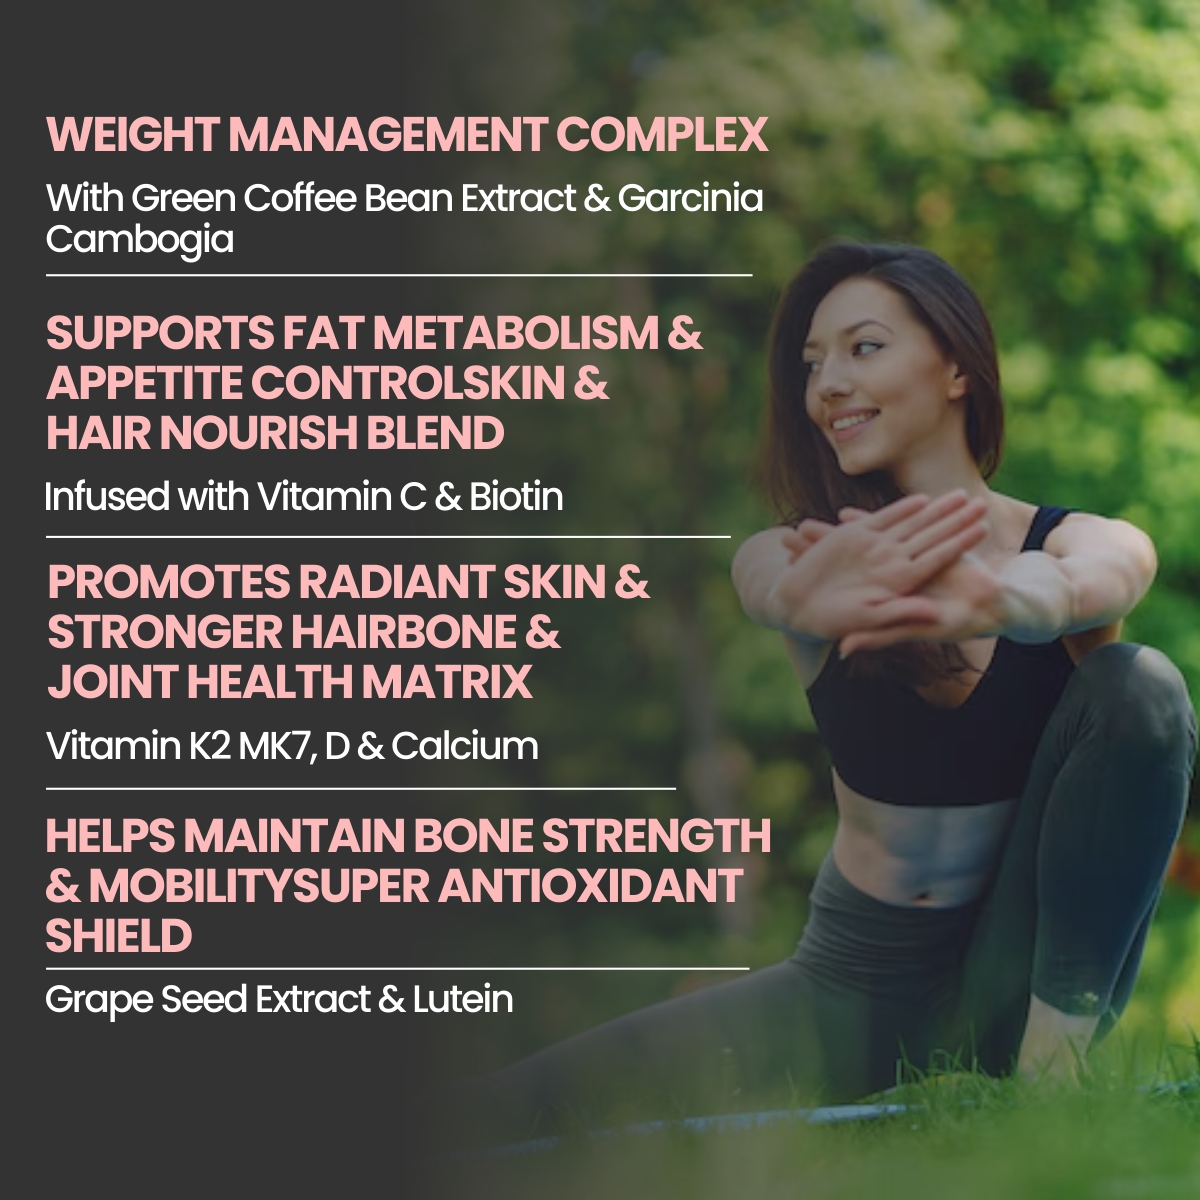 WEIGHT MANAGEMENT COMPLEX
With Green Coffee Bean Extract & Garcinia
Cambogia
SUPPORTS FAT METABOLISM &
APPETITE CONTROLSKIN &
HAIR NOURISH BLEND
Infused with Vitamin C & Biotin
PROMOTES RADIANT SKIN &
STRONGER HAIRBONE &
JOINT HEALTH MATRIX
Vitamin K2 MK7, D & Calcium
HELPS MAINTAIN BONE STRENGTH
& MOBILITYSUPER ANTIOXIDANT
SHIELD
Grape Seed Extract & Lutein